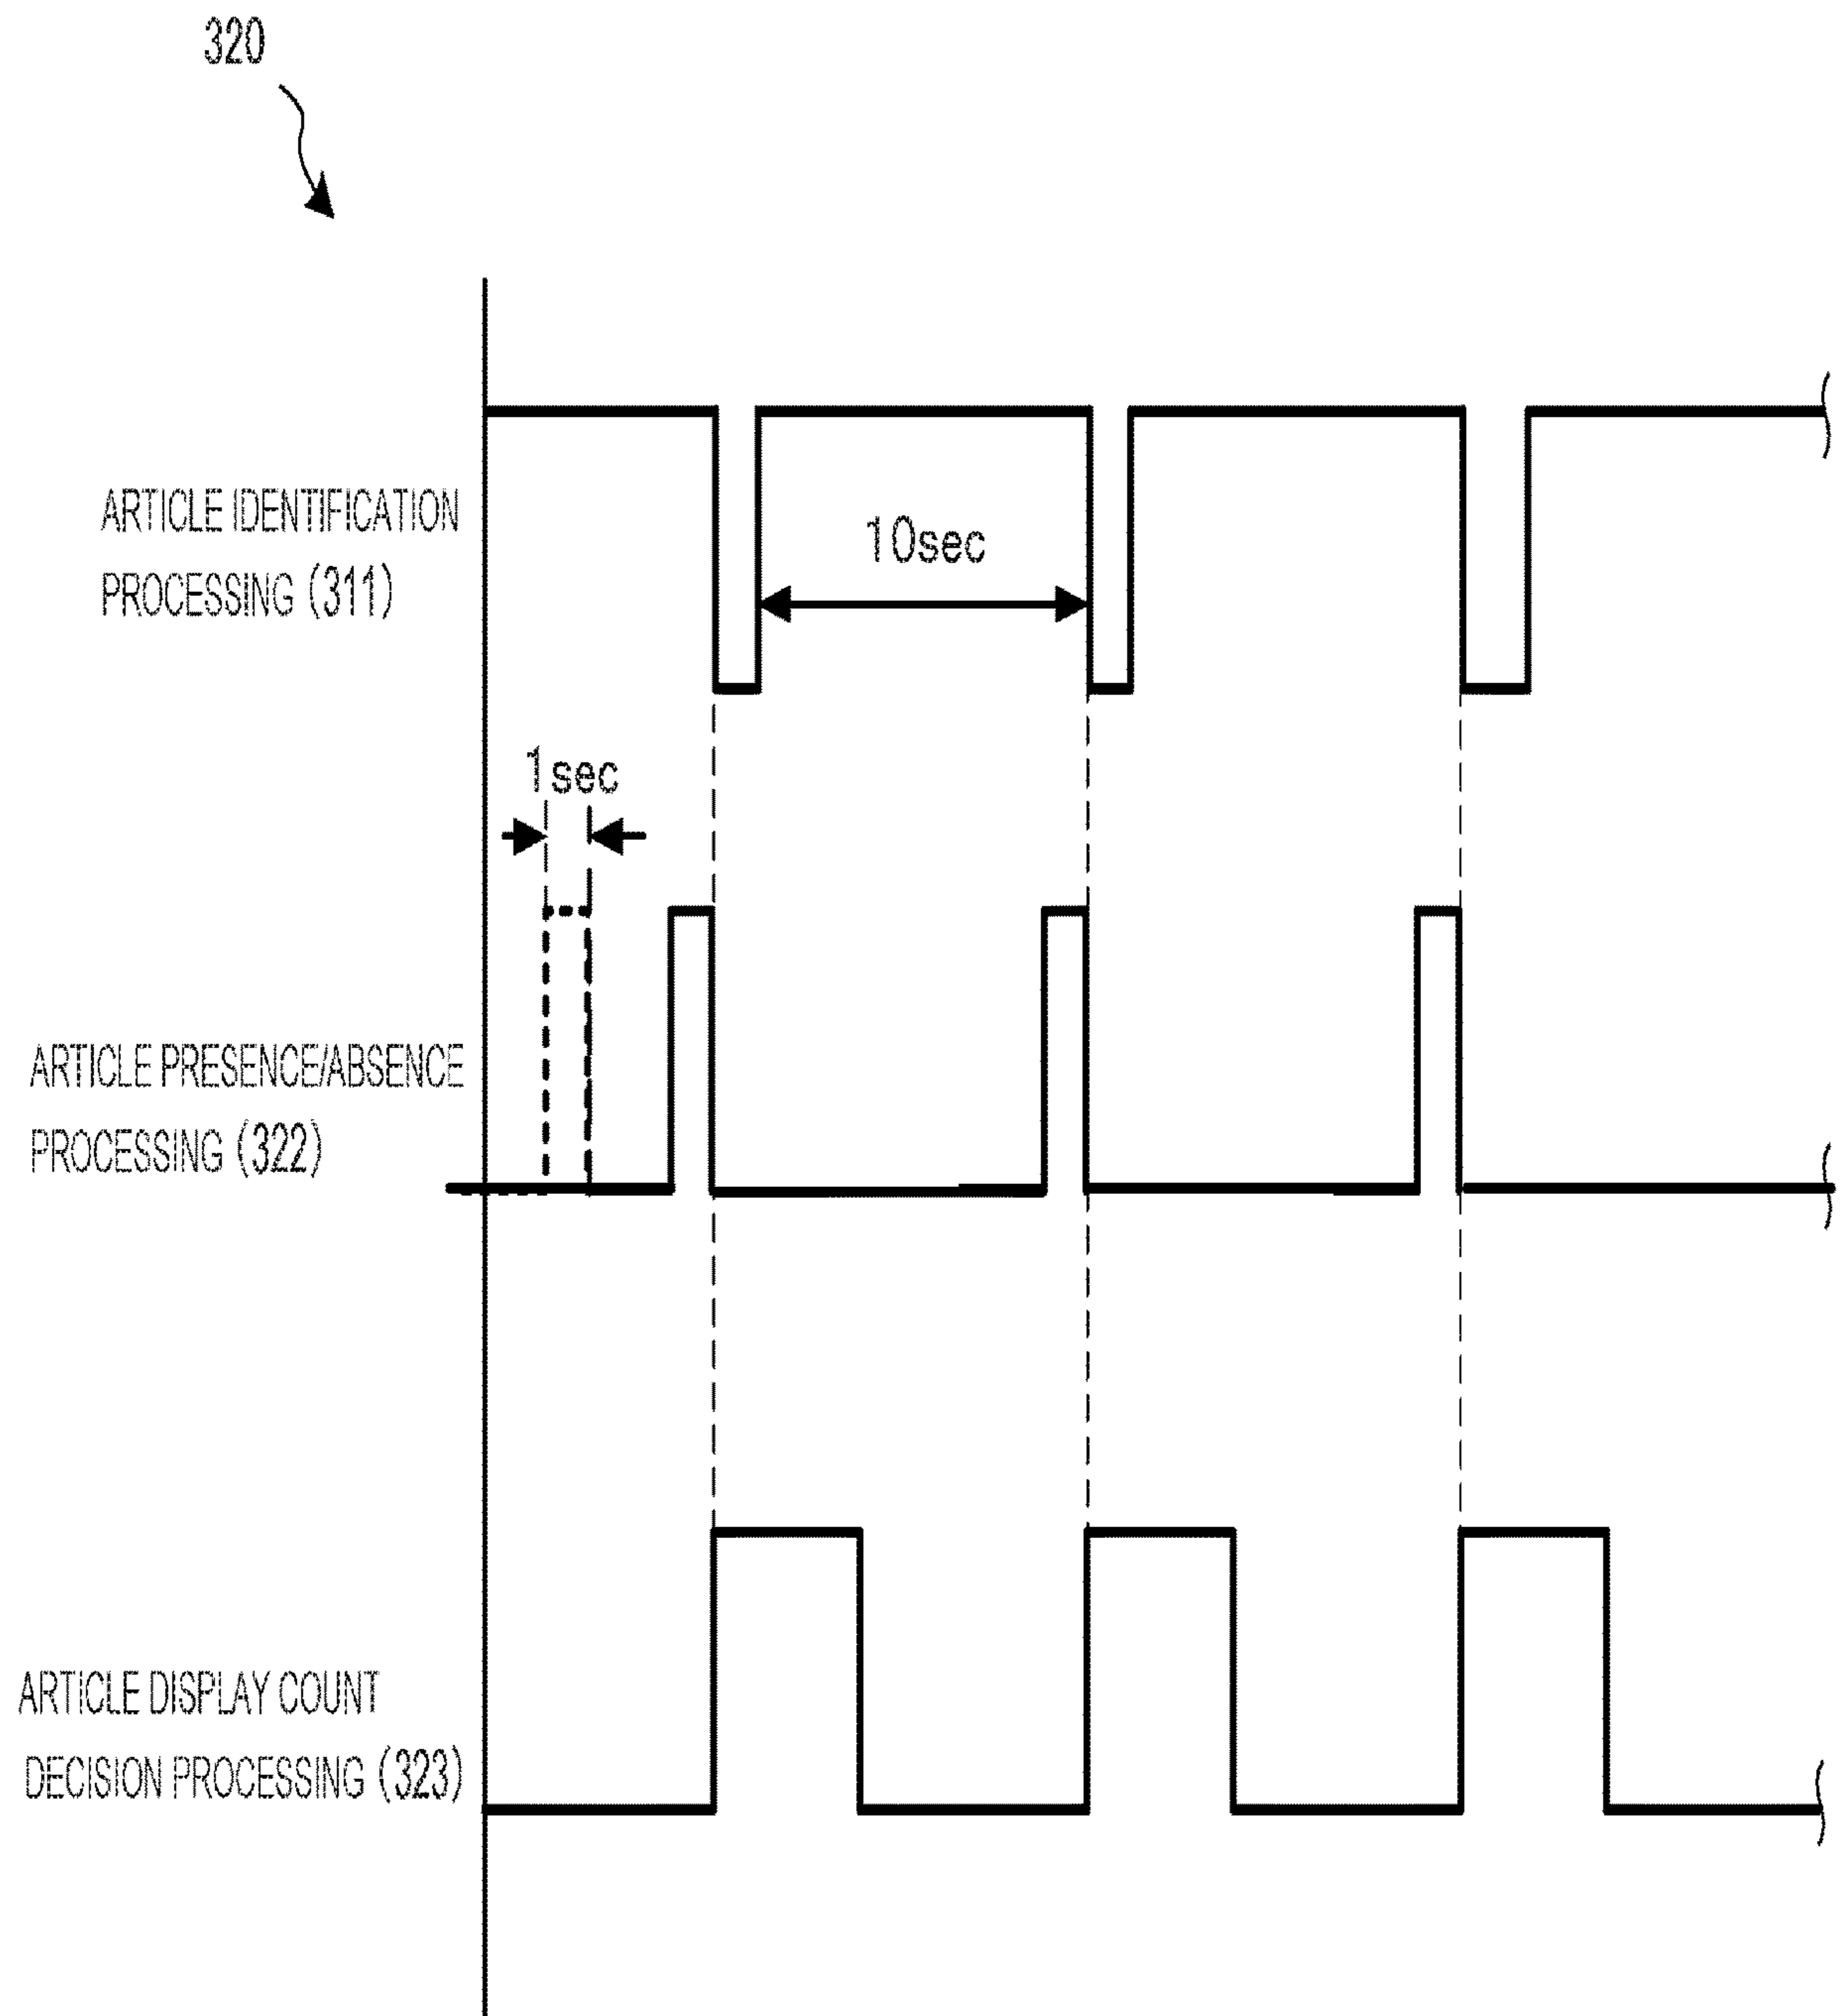 320
ARTICLE IDENTIFICATION
PROCESSING (311)
10sec
1sec
ARTICLE PRESENCE/ABSENCE
PROCESSING (322)
ARTICLE DISPLAY COUNT
DECISION PROCESSING (323)